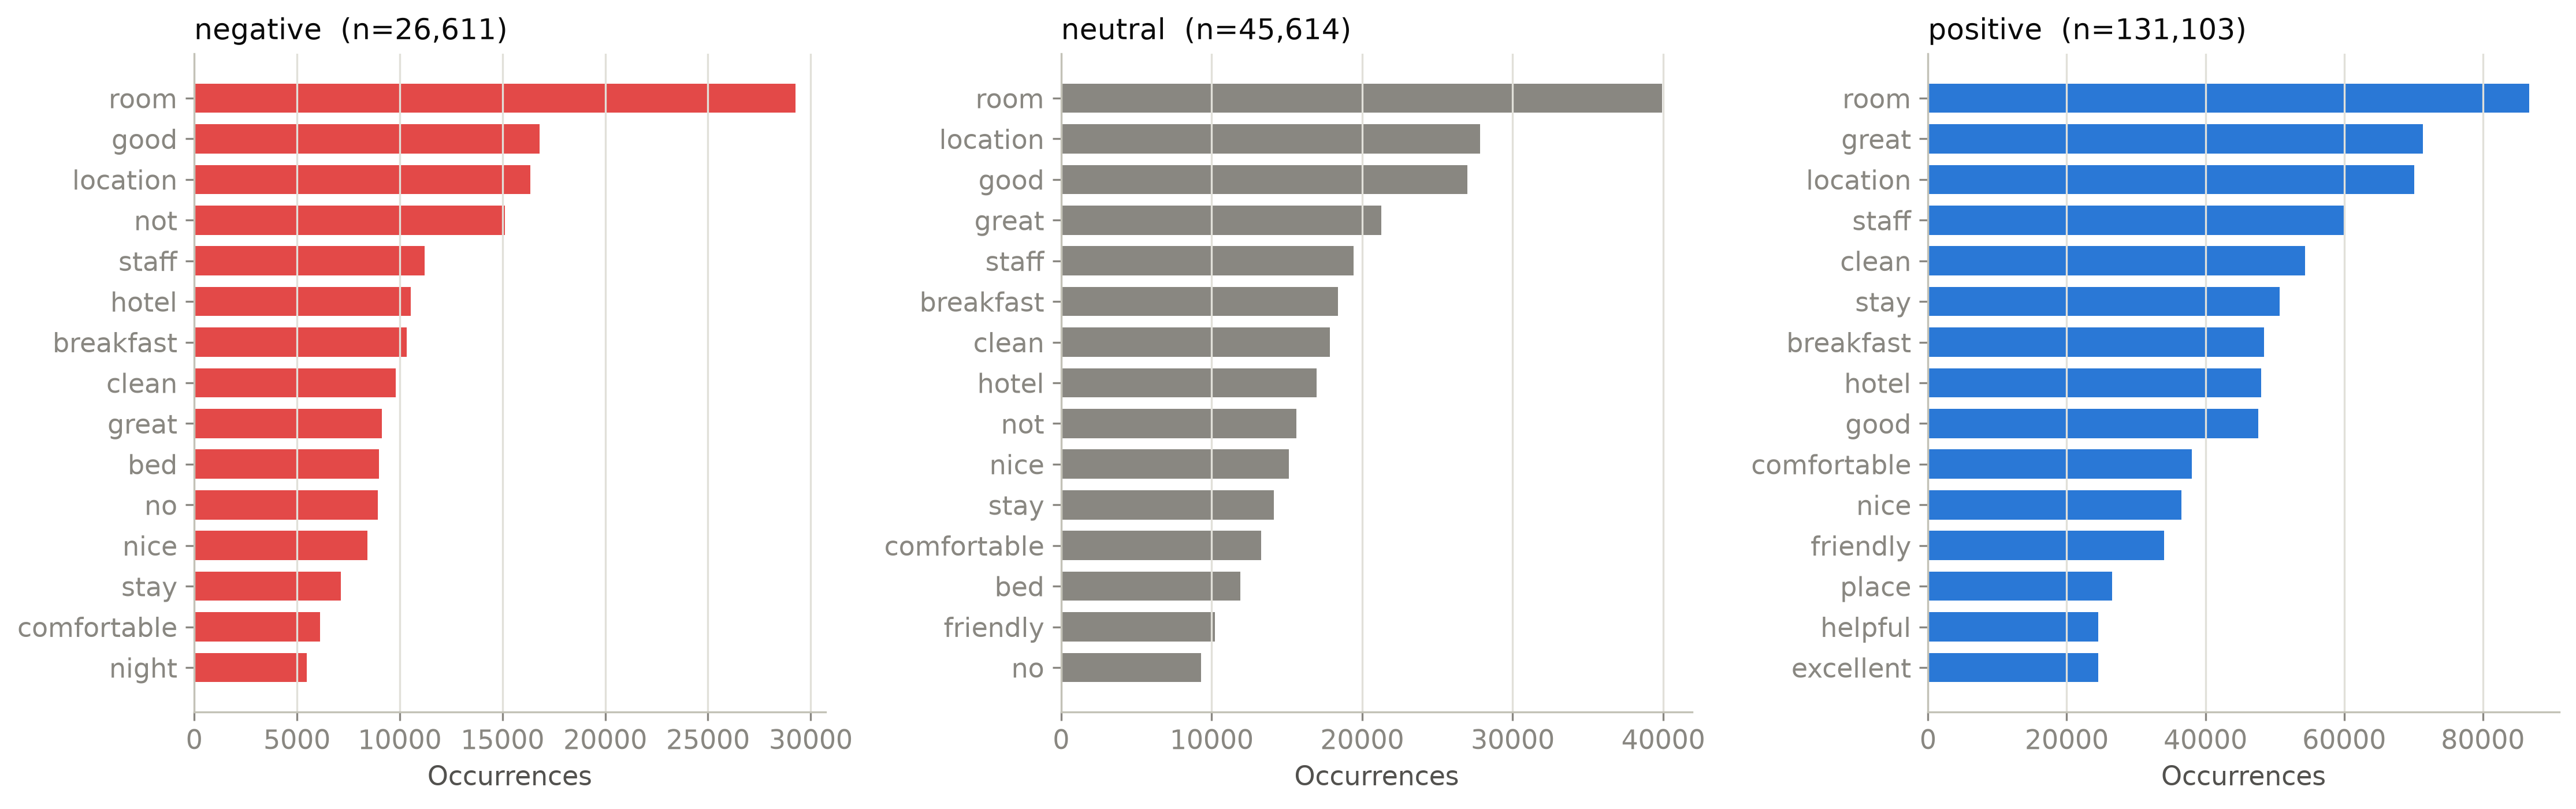 negative  (n=26,611)
room
good
location
not
staff
hotel
breakfast
clean
great
bed
no
nice
stay
comfortable
night
0 5000 10000 15000 20000 25000 30000
Occurrences
neutral  (n=45,614)
room
location
good
great
staff
breakfast
clean
hotel
not
nice
stay
comfortable
bed
friendly
no
0 10000 20000 30000 40000
Occurrences
positive  (n=131,103)
room
great
location
staff
clean
stay
breakfast
hotel
good
comfortable
nice
friendly
place
helpful
excellent
0 20000 40000 60000 80000
Occurrences